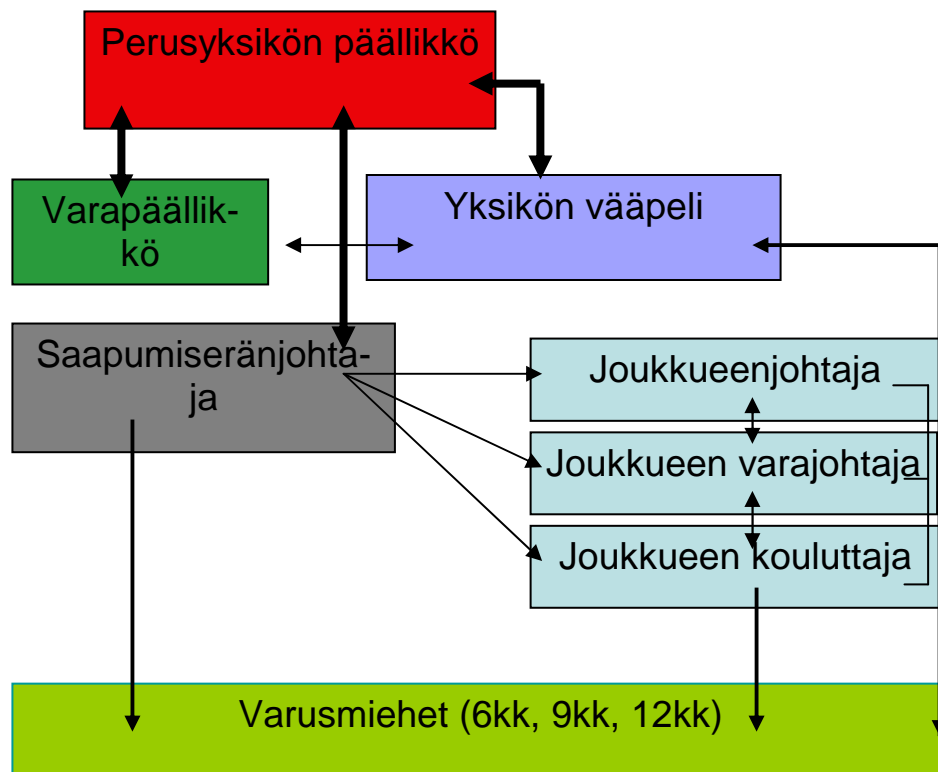 Perusyksikön päällikkö
Varapäällik-
kö
Yksikön vääpeli
Saapumiseränjohta-
ja
Joukkueenjohtaja
Joukkueen varajohtaja
Joukkueen kouluttaja
Varusmiehet (6kk, 9kk, 12kk)